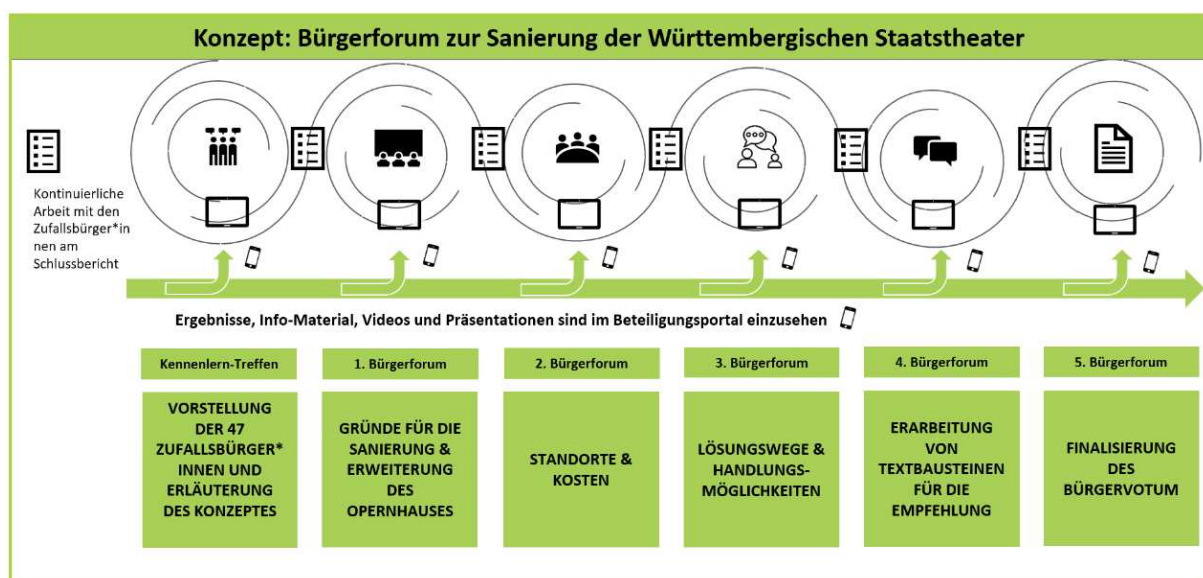 Konzept: Bürgerforum zur Sanierung der Württembergischen Staatstheater
Kontinuierliche
Arbeit mit den
Zufallsbürger*in
nen am
Schlussbericht
Ergebnisse, Info-Material, Videos und Präsentationen sind im Beteiligungsportal einzusehen
Kennenlern-Treffen
VORSTELLUNG
DER 47
ZUFALLSBÜRGER*
INNEN UND
ERLÄUTERUNG
DES KONZEPTES
1. Bürgerforum
GRÜNDE FÜR DIE
SANIERUNG &
ERWEITERUNG
DES
OPERNHAUSES
2. Bürgerforum
STANDORTE &
KOSTEN
3. Bürgerforum
LÖSUNGSWEGE &
HANDLUNGS-
MÖGLICHKEITEN
4. Bürgerforum
ERARBEITUNG
VON
TEXTBAUSTEINEN
FÜR DIE
EMPFEHLUNG
5. Bürgerforum
FINALISIERUNG
DES
BÜRGERVOTUM